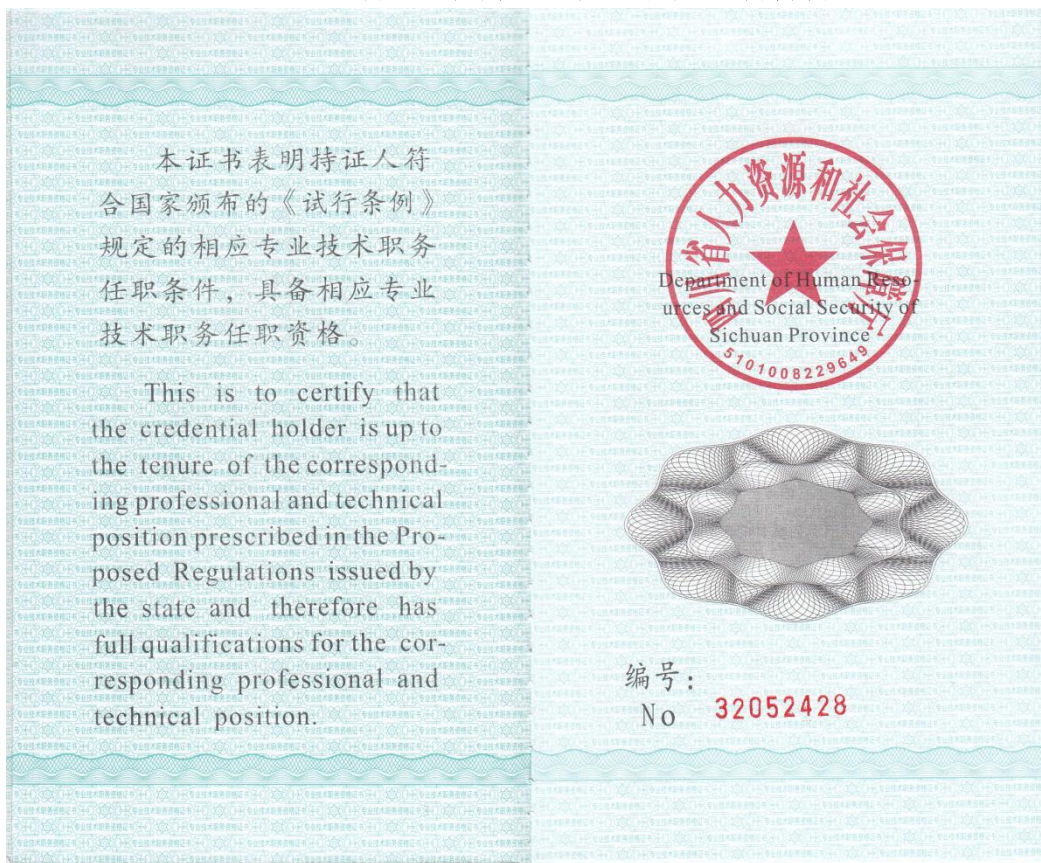 本证书表明持证人符
合国家颁布的《试行条例》
规定的相应专业技术职务
任职条件，具备相应专业
技术职务任职资格。
This is to certify that
the credential holder is up to
the tenure of the correspond-
ing professional and technical
position prescribed in the Pro-
posed Regulations issued by
the state and therefore has
full qualifications for the cor-
responding professional and
technical position.
四川省人力资源和社会保障厅
Department of Human Reso-
urces and Social Security of
Sichuan Province
5101008229649
编号：
No 32052428